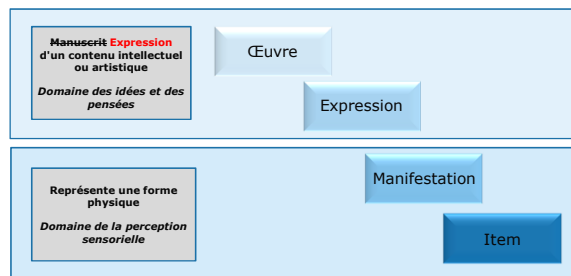 Manuscrit Expression
d'un contenu intellectuel
ou artistique
Domaine des idées et des
pensées
Œuvre
Expression
Représente une forme
physique
Domaine de la perception
sensorielle
Manifestation
Item